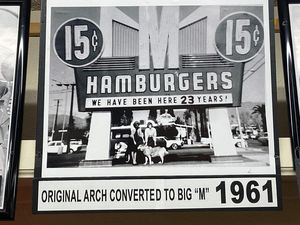 15¢ M 15¢
HAMBURGERS
WE HAVE BEEN HERE 23 YEARS!
ORIGINAL ARCH CONVERTED TO BIG "M" 1961